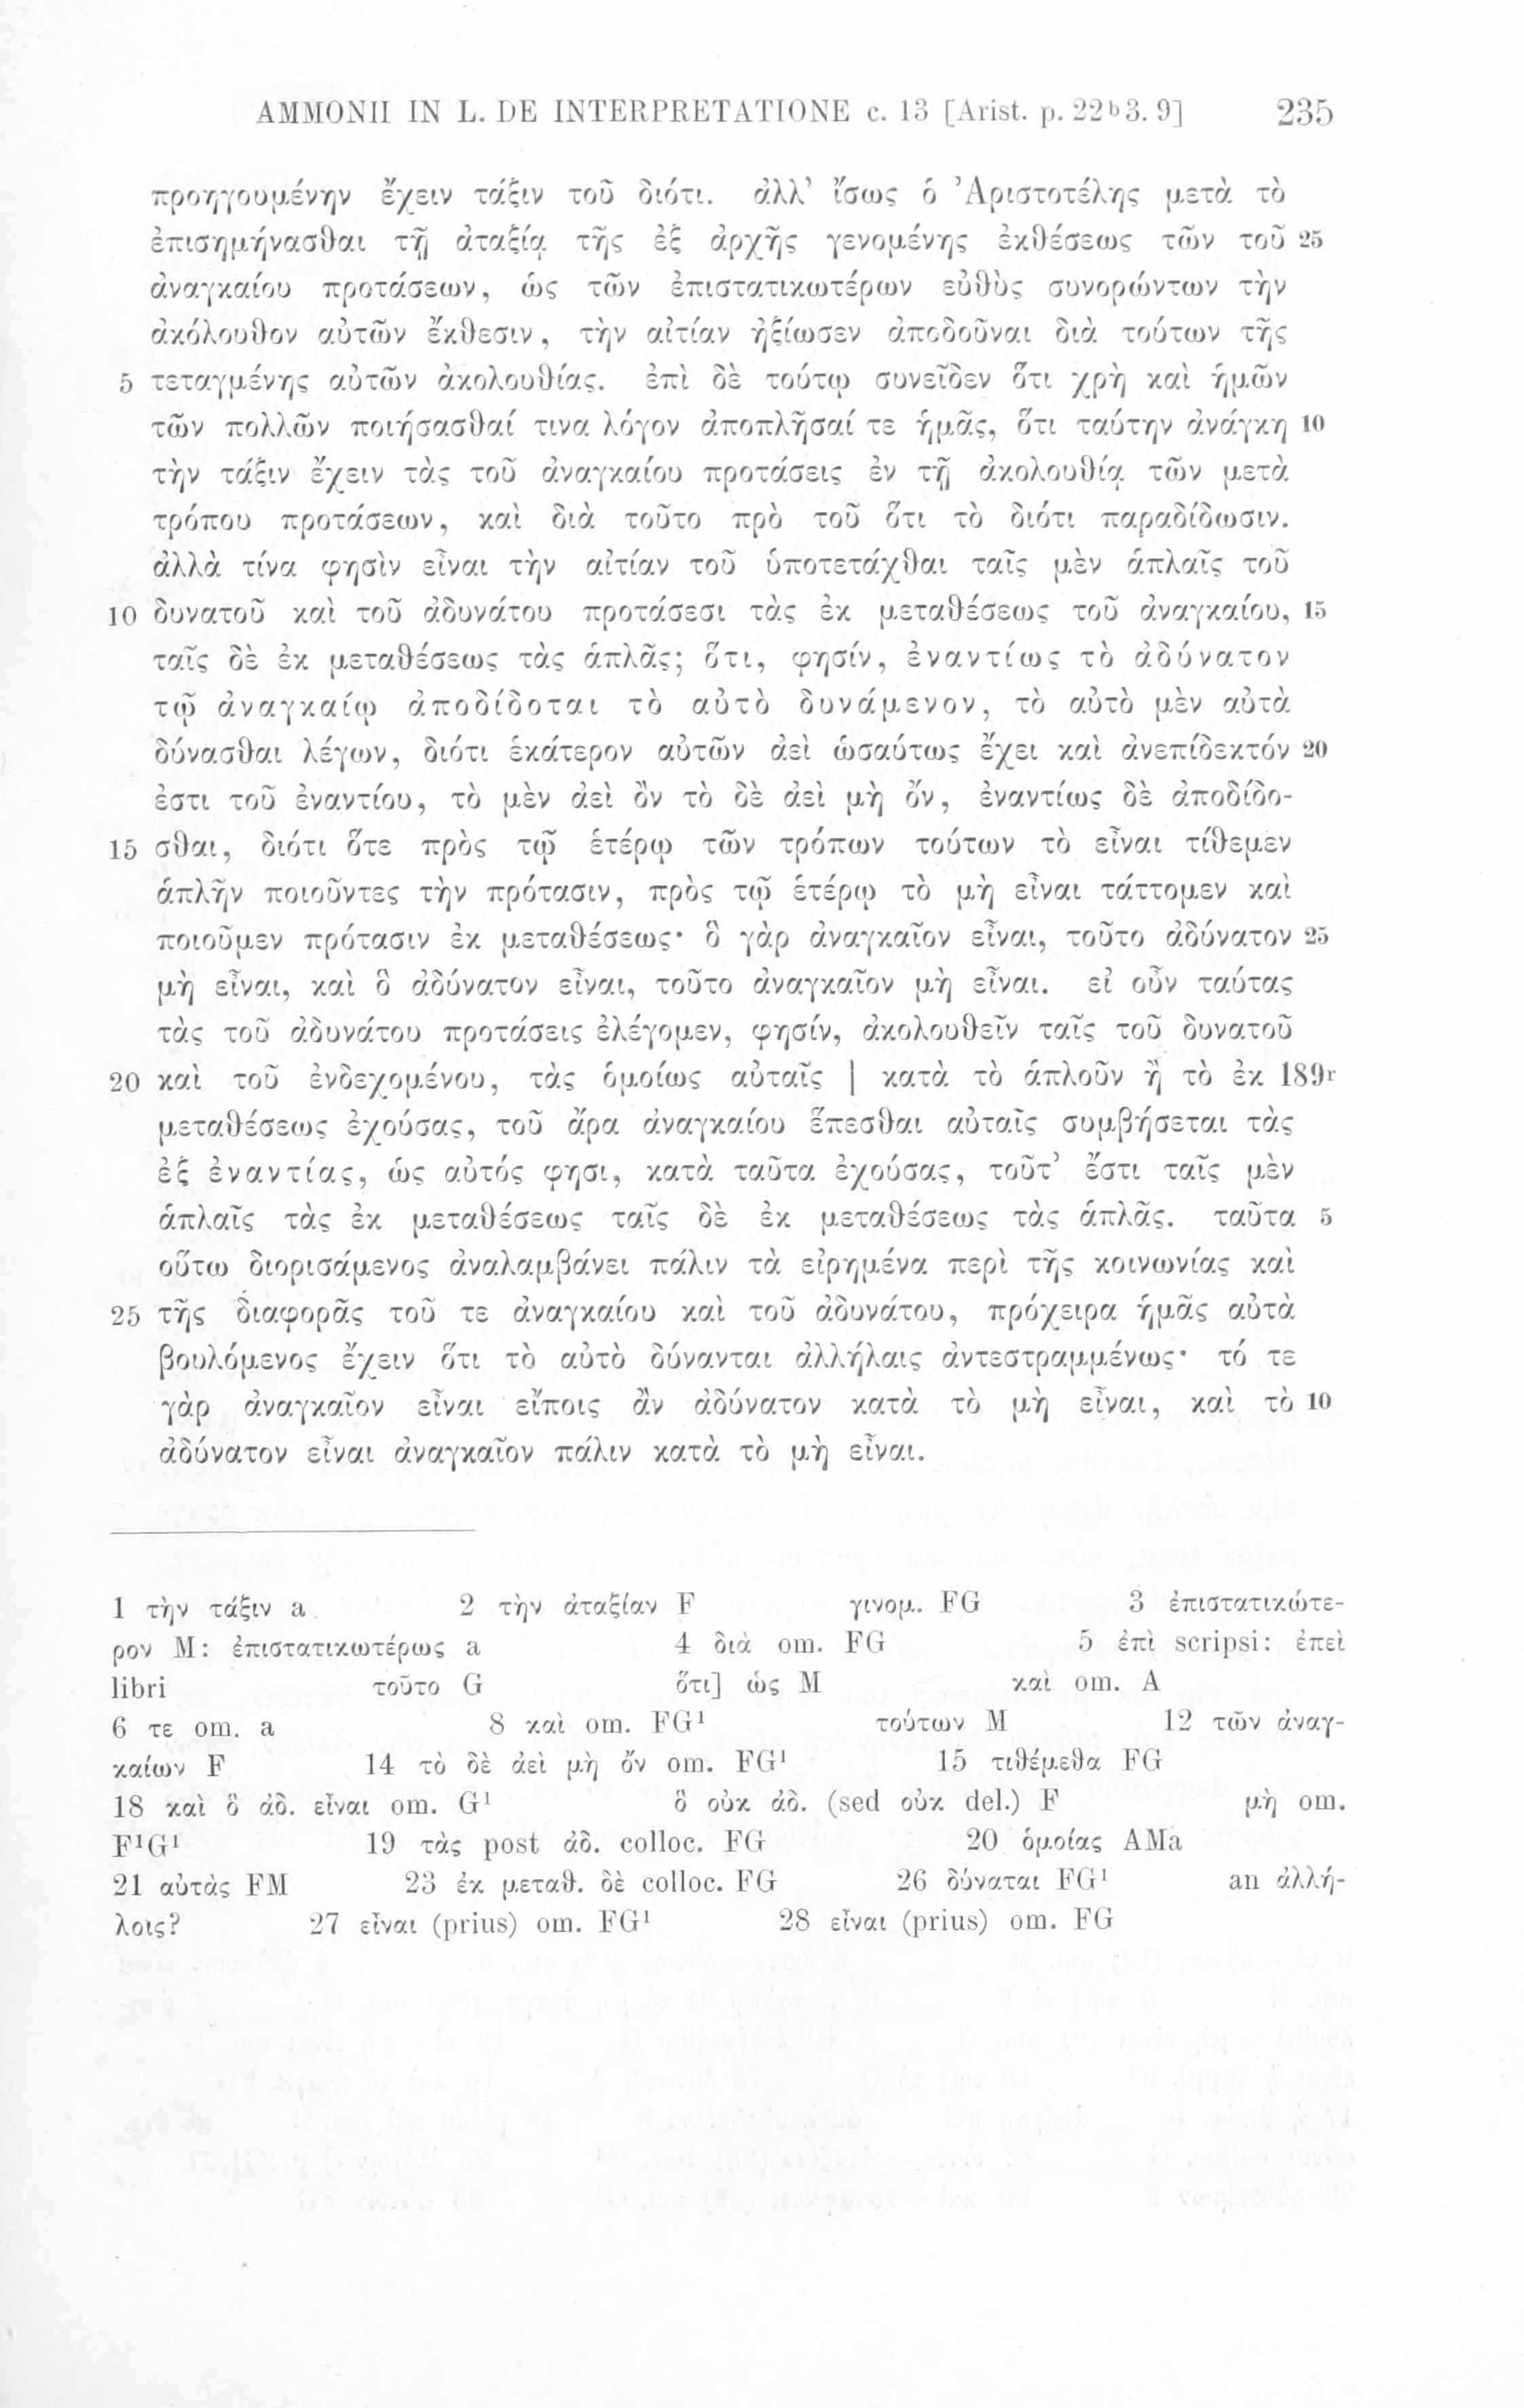 AMMONII IN L. DE INTERPRETATIONE c. 13 [Arist. p. 22b3. 9] 235
προηγουμένην ἔχειν τάξιν τοῦ διότι. ἀλλ’ ἴσως ὁ Ἀριστοτέλης μετὰ τὸ
ἐπισημήνασθαι τῇ ἀταξίᾳ τῆς ἐξ ἀρχῆς γενομένης ἐκθέσεως τῶν τοῦ 25
ἀναγκαίου προτάσεων, ὡς τῶν ἐπιστατικωτέρων εὐθὺς συνορώντων τὴν
ἀκόλουθον αὐτῶν ἔκθεσιν, τὴν αἰτίαν ἠξίωσεν ἀποδοῦναι διὰ τούτων τῆς
5 τεταγμένης αὐτῶν ἀκολουθίας. ἐπὶ δὲ τούτῳ συνεῖδεν ὅτι χρὴ καὶ ἡμῶν
τῶν πολλῶν ποιήσασθαί τινα λόγον ἀποπλῆσαί τε ἡμᾶς, ὅτι ταύτην ἀνάγκη 10
τὴν τάξιν ἔχειν τὰς τοῦ ἀναγκαίου προτάσεις ἐν τῇ ἀκολουθίᾳ τῶν μετὰ
τρόπου προτάσεων, καὶ διὰ τοῦτο πρὸ τοῦ ὅτι τὸ διότι παραδίδωσιν.
ἀλλὰ τίνα φησὶν εἶναι τὴν αἰτίαν τοῦ ὑποτετάχθαι ταῖς μὲν ἁπλαῖς τοῦ
10 δυνατοῦ καὶ τοῦ ἀδυνάτου προτάσεσι τὰς ἐκ μεταθέσεως τοῦ ἀναγκαίου, 15
ταῖς δὲ ἐκ μεταθέσεως τὰς ἁπλᾶς; ὅτι, φησίν, ἐναντίως τὸ ἀδύνατον
τῷ ἀναγκαίῳ ἀποδίδοται τὸ αὐτὸ δυνάμενον, τὸ αὐτὸ μὲν αὐτὰ
δύνασθαι λέγων, διότι ἑκάτερον αὐτῶν ἀεὶ ὡσαύτως ἔχει καὶ ἀνεπίδεκτόν 20
ἐστι τοῦ ἐναντίου, τὸ μὲν ἀεὶ ὂν τὸ δὲ ἀεὶ μὴ ὄν, ἐναντίως δὲ ἀποδίδο-
15 σθαι, διότι ὅτε πρὸς τῷ ἑτέρῳ τῶν τρόπων τούτων τὸ εἶναι τίθεμεν
ἁπλῆν ποιοῦντες τὴν πρότασιν, πρὸς τῷ ἑτέρῳ τὸ μὴ εἶναι τάττομεν καὶ
ποιοῦμεν πρότασιν ἐκ μεταθέσεως· ὃ γὰρ ἀναγκαῖον εἶναι, τοῦτο ἀδύνατον 25
μὴ εἶναι, καὶ ὃ ἀδύνατον εἶναι, τοῦτο ἀναγκαῖον μὴ εἶναι. εἰ οὖν ταύτας
τὰς τοῦ ἀδυνάτου προτάσεις ἐλέγομεν, φησίν, ἀκολουθεῖν ταῖς τοῦ δυνατοῦ
20 καὶ τοῦ ἐνδεχομένου, τὰς ὁμοίως αὐταῖς | κατὰ τὸ ἁπλοῦν ἢ τὸ ἐκ 189r
μεταθέσεως ἐχούσας, τοῦ ἄρα ἀναγκαίου ἕπεσθαι αὐταῖς συμβήσεται τὰς
ἐξ ἐναντίας, ὡς αὐτός φησι, κατὰ ταῦτα ἐχούσας, τοῦτ’ ἔστι ταῖς μὲν
ἁπλαῖς τὰς ἐκ μεταθέσεως ταῖς δὲ ἐκ μεταθέσεως τὰς ἁπλᾶς. ταῦτα 5
οὕτω διορισάμενος ἀναλαμβάνει πάλιν τὰ εἰρημένα περὶ τῆς κοινωνίας καὶ
25 τῆς διαφορᾶς τοῦ τε ἀναγκαίου καὶ τοῦ ἀδυνάτου, πρόχειρα ἡμᾶς αὐτὰ
βουλόμενος ἔχειν ὅτι τὸ αὐτὸ δύνανται ἀλλήλαις ἀντεστραμμένως· τό τε
γὰρ ἀναγκαῖον εἶναι εἴποις ἂν ἀδύνατον κατὰ τὸ μὴ εἶναι, καὶ τὸ 10
ἀδύνατον εἶναι ἀναγκαῖον πάλιν κατὰ τὸ μὴ εἶναι.
1 τὴν τάξιν a 2 τὴν ἀταξίαν F γινομ. FG 3 ἐπιστατικώτε-
ρον M: ἐπιστατικωτέρως a 4 διὰ om. FG 5 ἐπὶ scripsi: ἐπεὶ
libri τοῦτο G ὅτι] ὡς M καὶ om. A
6 τε om. a 8 καὶ om. FG¹ τούτων M 12 τῶν ἀναγ-
καίων F 14 τὸ δὲ ἀεὶ μὴ ὄν om. FG¹ 15 τιθέμεθα FG
18 καὶ ὃ ἀδ. εἶναι om. G¹ ὃ οὐκ ἀδ. (sed οὐκ del.) F μὴ om.
F¹G¹ 19 τὰς post ἀδ. colloc. FG 20 ὁμοίας AMa
21 αὐτὰς FM 23 ἐκ μεταθ. δὲ colloc. FG 26 δύναται FG¹ an ἀλλή-
λοις? 27 εἶναι (prius) om. FG¹ 28 εἶναι (prius) om. FG